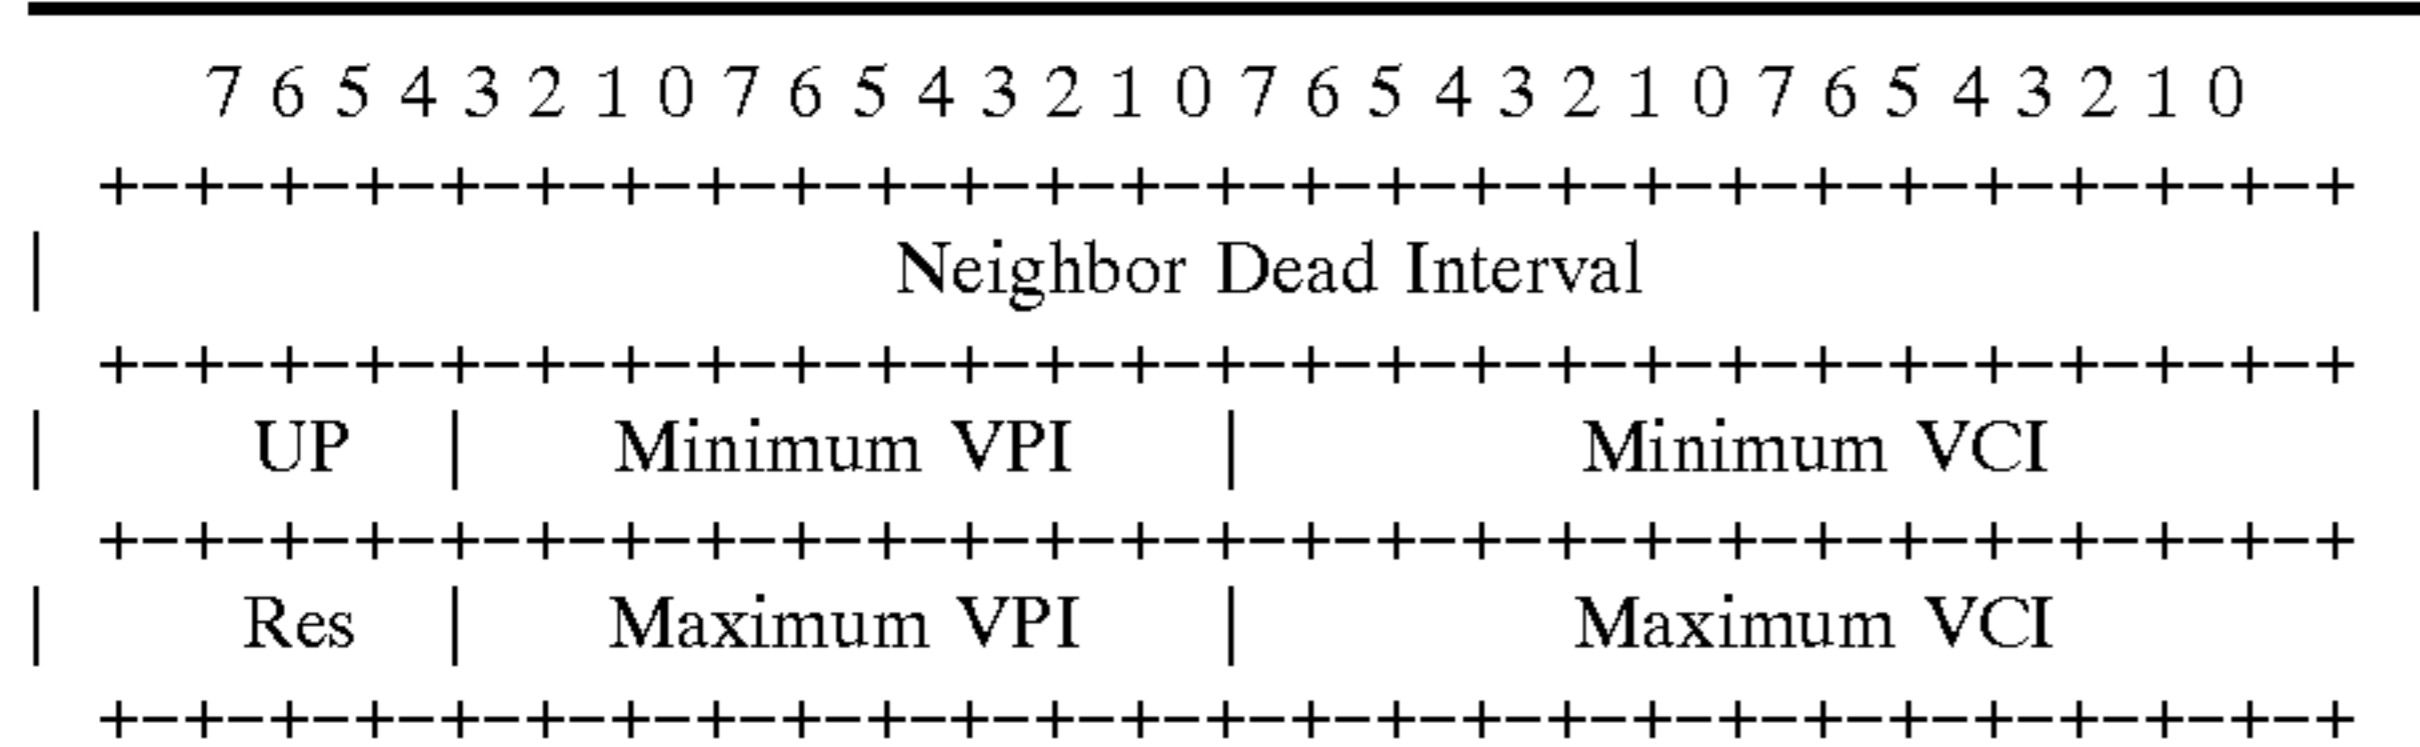 7 6 5 4 3 2 1 0 7 6 5 4 3 2 1 0 7 6 5 4 3 2 1 0 7 6 5 4 3 2 1 0
+-+-+-+-+-+-+-+-+-+-+-+-+-+-+-+-+-+-+-+-+-+-+-+-+-+-+
| Neighbor Dead Interval
+-+-+-+-+-+-+-+-+-+-+-+-+-+-+-+-+-+-+-+-+-+-+-+-+-+-+
| UP | Minimum VPI | Minimum VCI
+-+-+-+-+-+-+-+-+-+-+-+-+-+-+-+-+-+-+-+-+-+-+-+-+-+-+
| Res | Maximum VPI | Maximum VCI
+-+-+-+-+-+-+-+-+-+-+-+-+-+-+-+-+-+-+-+-+-+-+-+-+-+-+